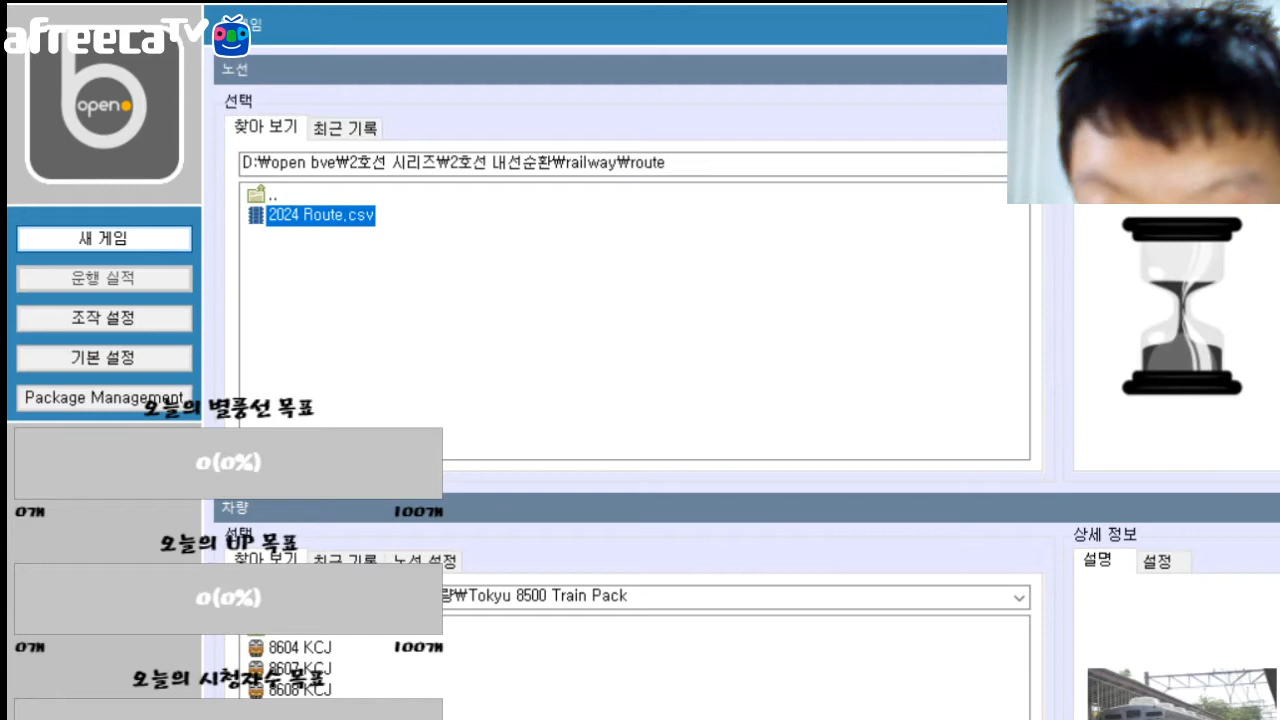 afreecaTV
게임
open
노선
선택
찾아 보기
최근 기록
D:₩open bve₩2호선 시리즈₩2호선 내선순환₩railway₩route
..
2024 Route.csv
새 게임
운행 실적
조작 설정
기본 설정
Package Management
오늘의 별풍선 목표
0(0%)
0개
100개
차량
선택
상세 정보
오늘의 UP 목표
찾아 보기
최근 기록
노선 설정
설명
설정
0(0%)
량₩Tokyu 8500 Train Pack
0개
100개
8604 KCJ
8607 KCJ
8608 KCJ
오늘의 시청자수 목표